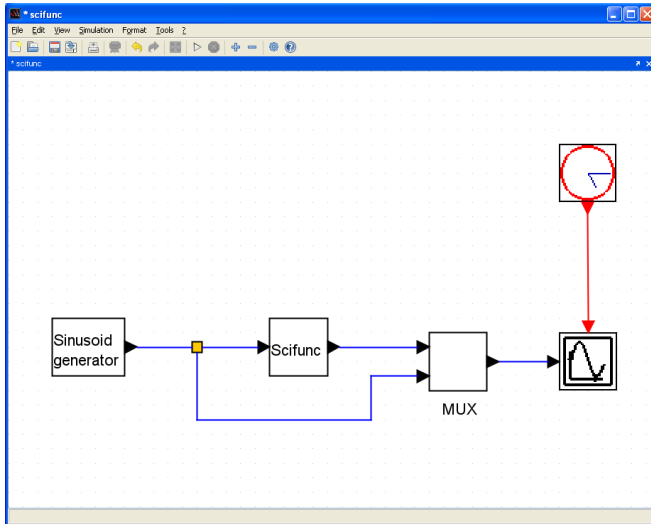 * scifunc
File Edit View Simulation Format Tools ?
* scifunc
Sinusoid
generator
Scifunc
MUX